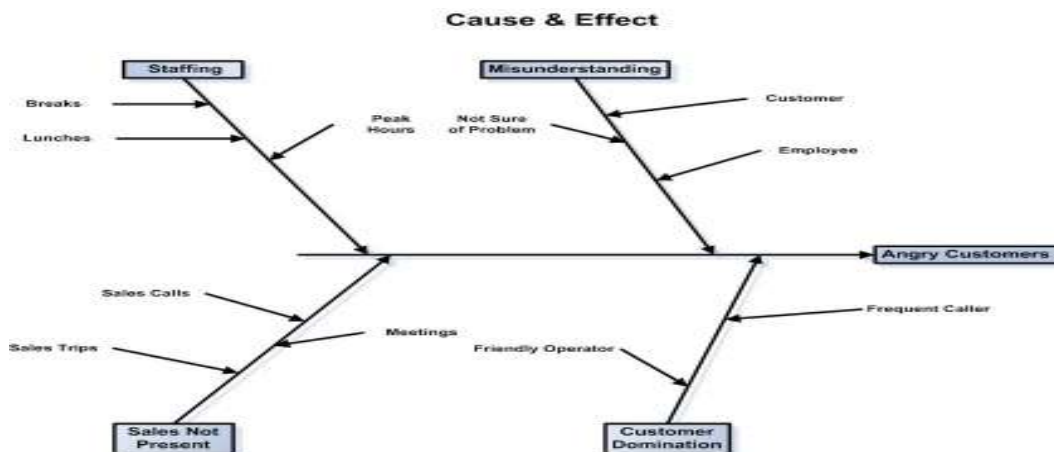 Cause & Effect
Staffing
Misunderstanding
Breaks
Customer
Peak
Hours
Not Sure
of Problem
Lunches
Employee
Angry Customers
Sales Calls
Frequent Caller
Meetings
Sales Trips
Friendly Operator
Sales Not
Present
Customer
Domination